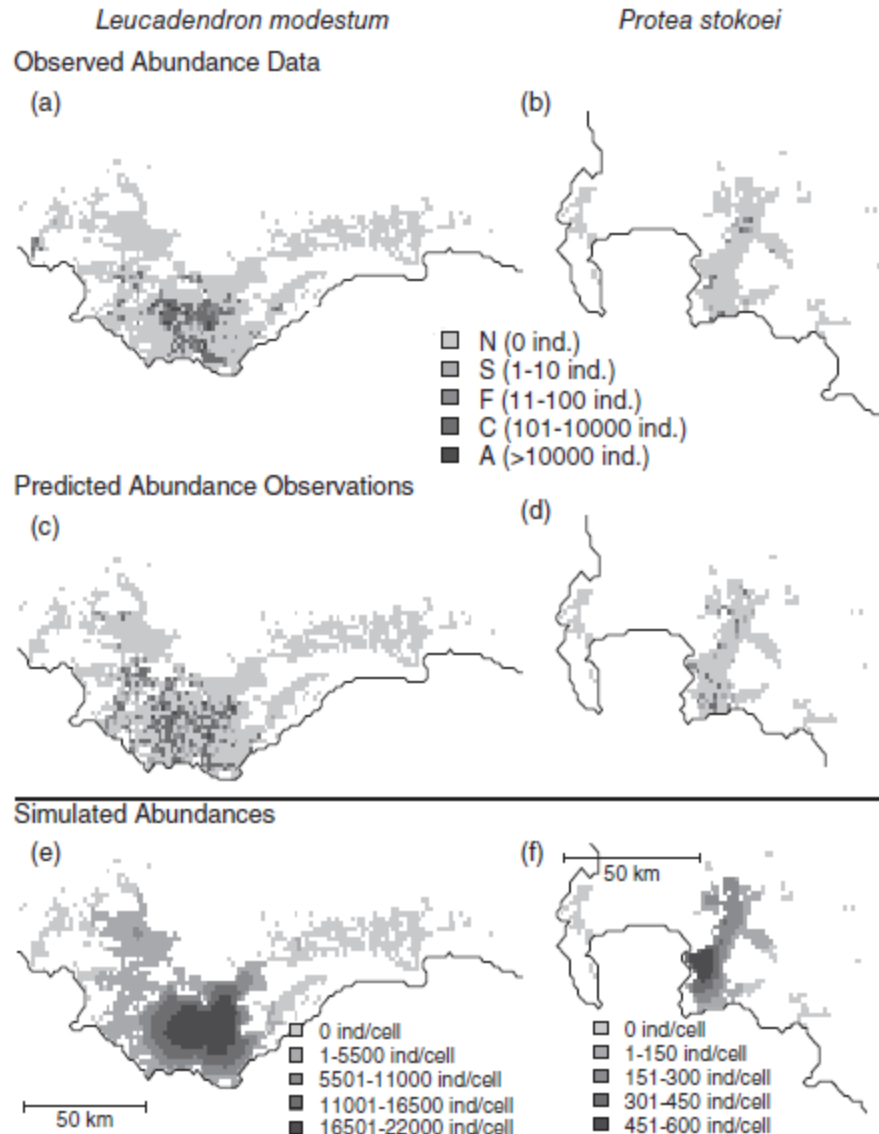 Leucadendron modestum
Protea stokoei
Observed Abundance Data
(a)
(b)
N (0 ind.)
S (1-10 ind.)
F (11-100 ind.)
C (101-10000 ind.)
A (>10000 ind.)
Predicted Abundance Observations
(c)
(d)
Simulated Abundances
(e)
(f)
50 km
0 ind/cell
1-5500 ind/cell
5501-11000 ind/cell
11001-16500 ind/cell
16501-22000 ind/cell
50 km
0 ind/cell
1-150 ind/cell
151-300 ind/cell
301-450 ind/cell
451-600 ind/cell